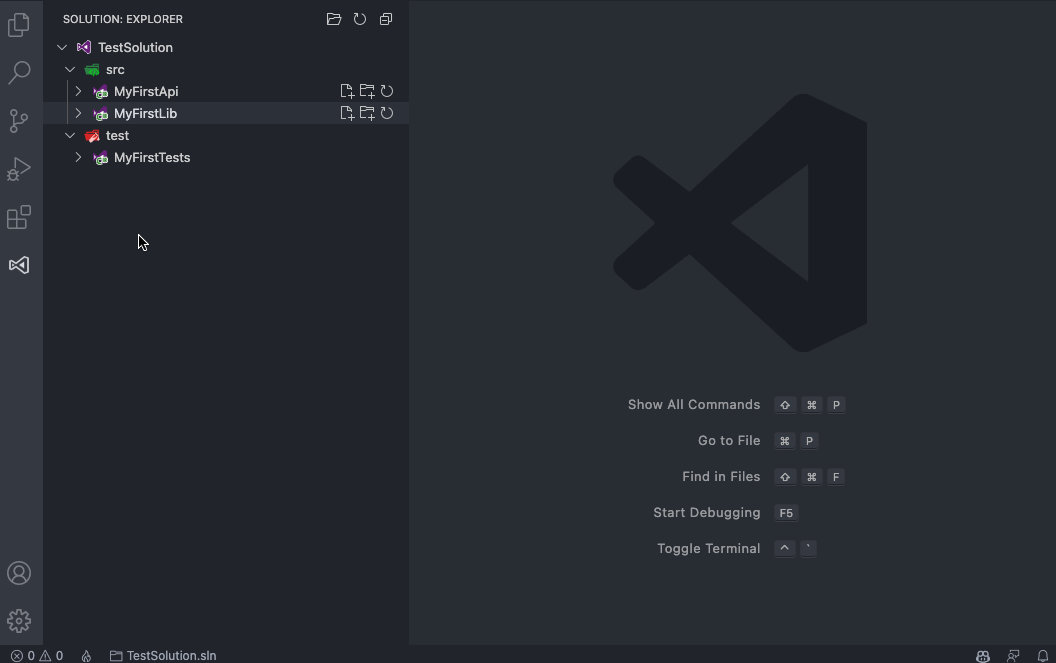 SOLUTION: EXPLORER
TestSolution
src
MyFirstApi
MyFirstLib
test
MyFirstTests
Show All Commands ⇧ ⌘ P
Go to File ⌘ P
Find in Files ⇧ ⌘ F
Start Debugging F5
Toggle Terminal ^ `
0 0 TestSolution.sln